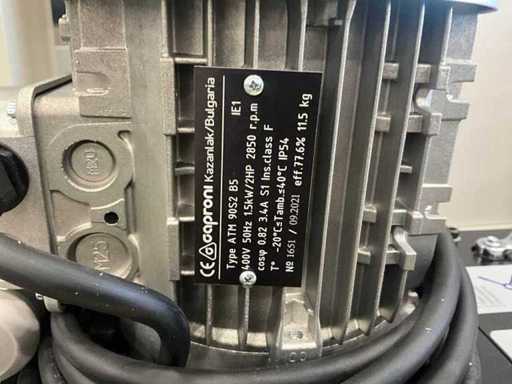 CE caproni Kazanlak/Bulgaria
Type ATM 90S2 B5 IE1
400V 50Hz 1.5kW/2HP 2850 r.p.m
cosφ 0.82 3.4A S1 Ins.class F
T° -20°C≤Tamb.≤40°C IP54
№ 1651 / 09.2021 eff.77.6% 11.5 kg